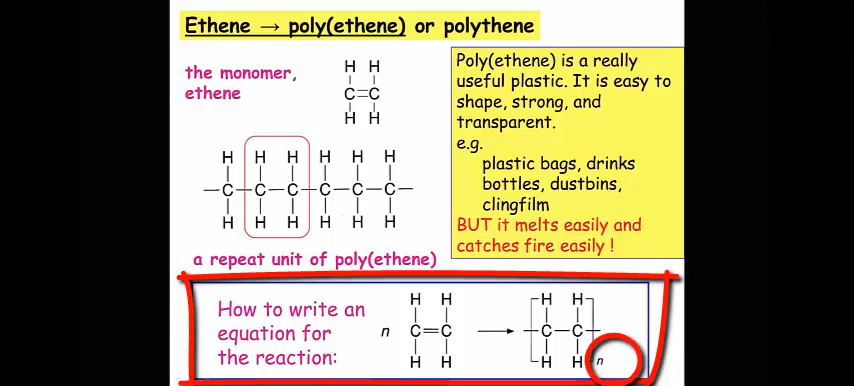 Ethene → poly(ethene) or polythene
the monomer,
ethene
H H
C=C
H H
Poly(ethene) is a really
useful plastic. It is easy to
shape, strong, and
transparent.
e.g.
plastic bags, drinks
bottles, dustbins,
clingfilm
BUT it melts easily and
catches fire easily !
H H H H H H
—C—C—C—C—C—C—
H H H H H H
a repeat unit of poly(ethene)
How to write an
equation for
the reaction:
H H H H
n C=C → —C—C—
H H H H n